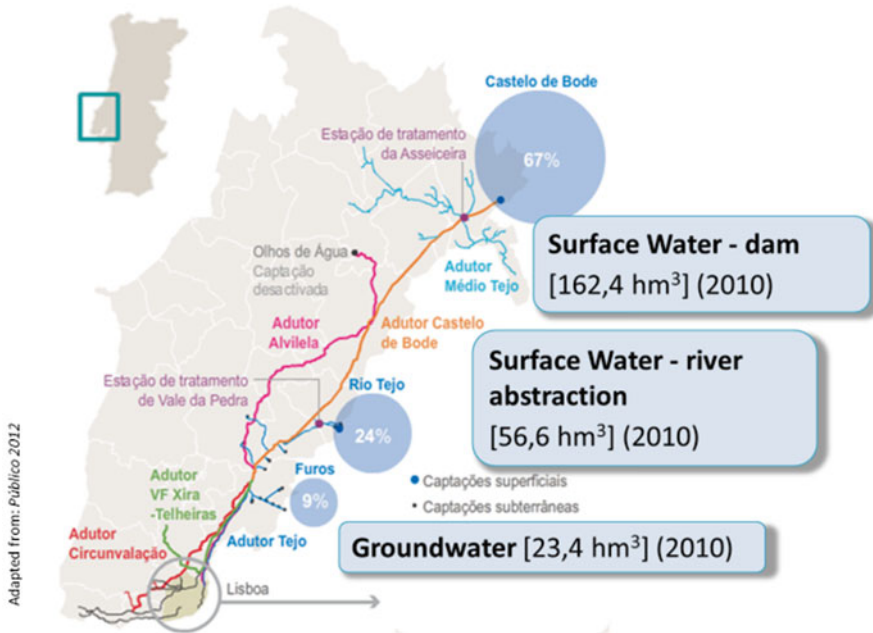 Castelo de Bode
Estação de tratamento
da Asseiceira
67%
Surface Water - dam
[162,4 hm³] (2010)
Olhos de Água
Captação
desactivada
Adutor
Médio Tejo
Adutor
Alvilela
Adutor Castelo
de Bode
Surface Water - river
abstraction
[56,6 hm³] (2010)
Estação de tratamento
de Vale da Pedra
Rio Tejo
24%
Adutor
VF Xira
-Telheiras
Furos
9%
Captações superficiais
Captações subterrâneas
Adutor
Circunvalação
Adutor Tejo
Groundwater [23,4 hm³] (2010)
Lisboa
Adapted from: Público 2012